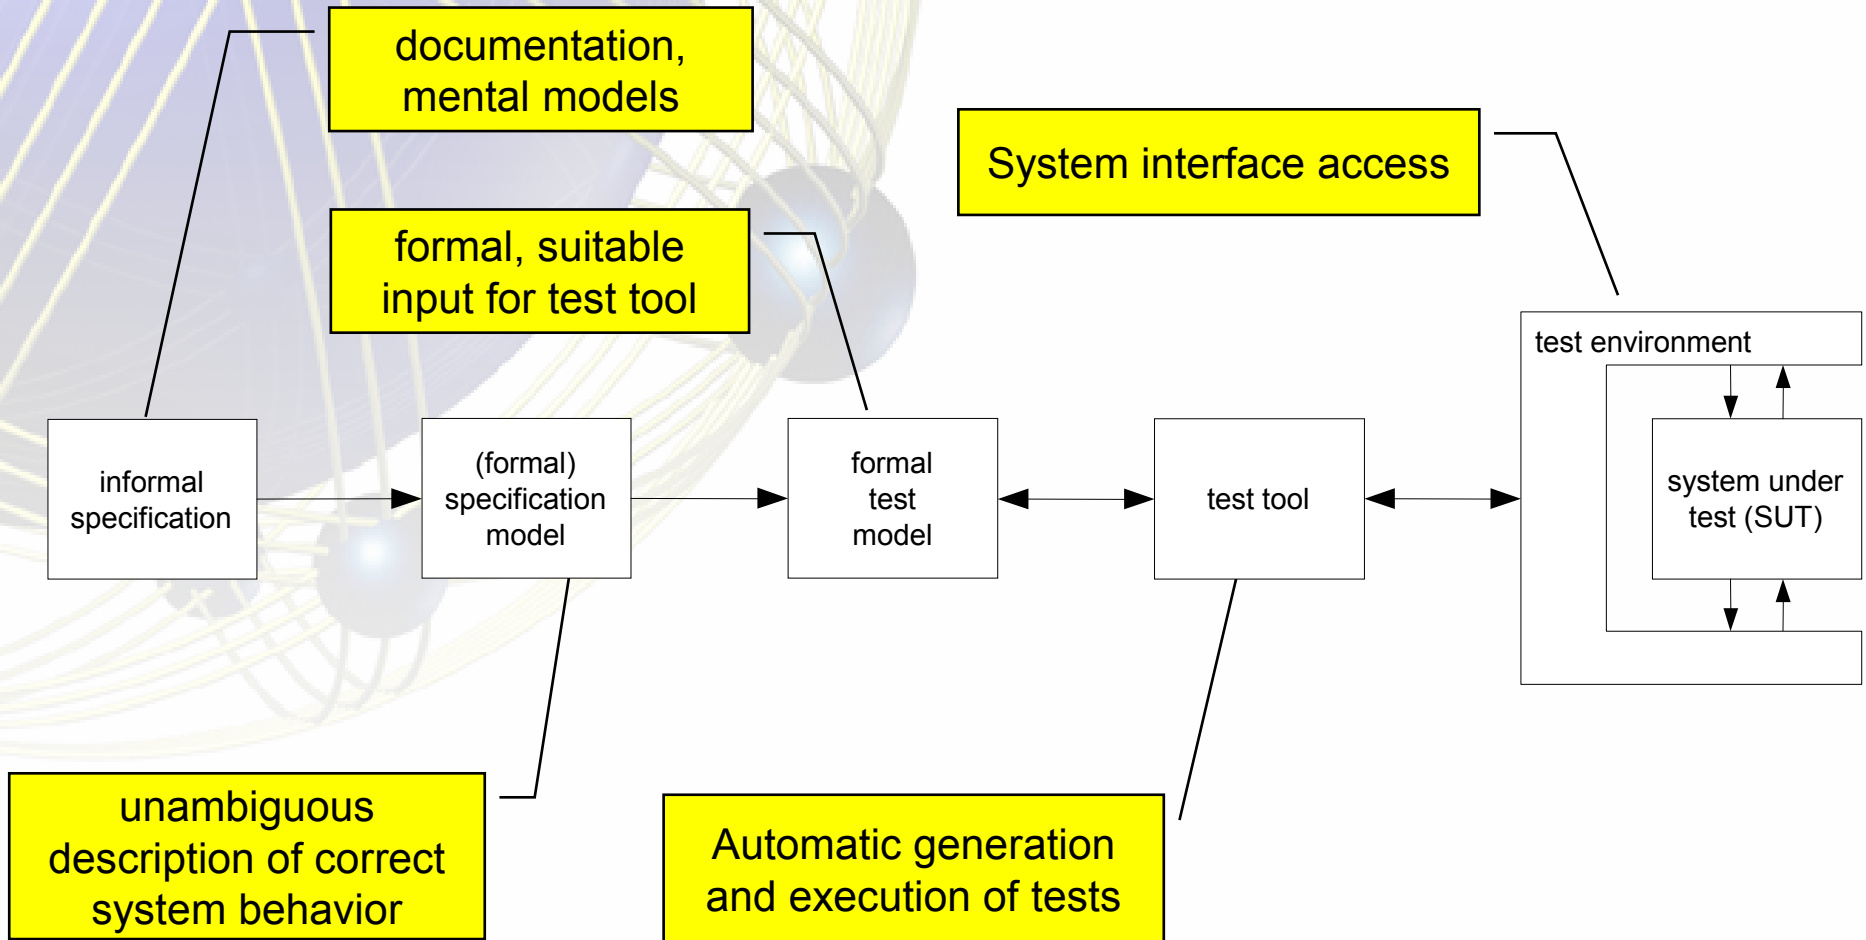 documentation,
mental models
System interface access
formal, suitable
input for test tool
test environment
informal
specification
(formal)
specification
model
formal
test
model
test tool
system under
test (SUT)
unambiguous
description of correct
system behavior
Automatic generation
and execution of tests